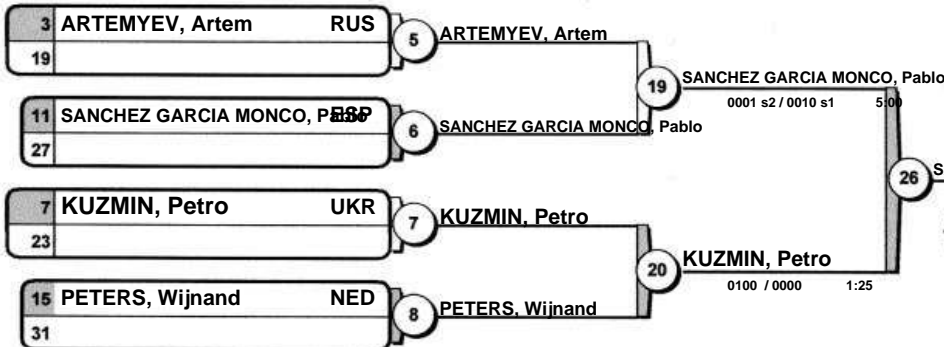 3 ARTEMYEV, Artem RUS
19
5 ARTEMYEV, Artem
11 SANCHEZ GARCIA MONCO, Pablo ESP
27
6 SANCHEZ GARCIA MONCO, Pablo
19 SANCHEZ GARCIA MONCO, Pablo
0001 s2 / 0010 s1 5:00
7 KUZMIN, Petro UKR
23
7 KUZMIN, Petro
15 PETERS, Wijnand NED
31
8 PETERS, Wijnand
20 KUZMIN, Petro
0100 / 0000 1:25
26 S